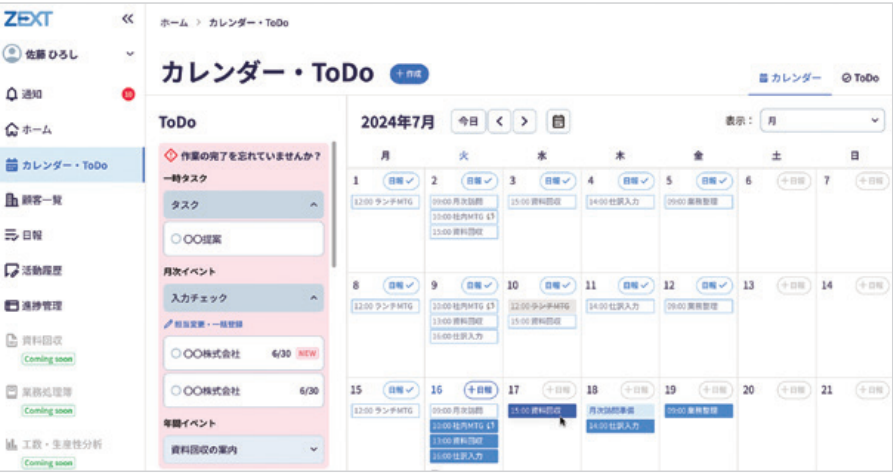 ZEXT
佐藤ひろし
通知
ホーム
カレンダー・ToDo
顧客一覧
日報
活動履歴
進捗管理
資料回収
Coming soon
業務処理簿
Coming soon
工数・生産性分析
Coming soon
ホーム > カレンダー・ToDo
カレンダー・ToDo
+ 作成
カレンダー
ToDo
ToDo
作業の完了を忘れていませんか?
一時タスク
タスク
〇〇提案
月次イベント
入力チェック
担当変更・一括登録
〇〇株式会社 6/30 NEW
〇〇株式会社 6/30
年間イベント
資料回収の案内
2024年7月
今日
表示: 月
月 火 水 木 金 土 日
1 日報 2 日報 3 日報 4 日報 5 日報 6 +日報 7 +日報
12:00 ランチMTG 09:00 月次訪問 15:00 資料回収 14:00 仕訳入力 09:00 業務整理
10:00 社内MTG
15:00 資料回収
8 日報 9 日報 10 日報 11 日報 12 日報 13 +日報 14 +日報
12:00 ランチMTG 10:00 社内MTG 12:00 ランチMTG 14:00 仕訳入力 09:00 業務整理
13:00 資料回収 15:00 資料回収
16:00 仕訳入力
15 日報 16 +日報 17 +日報 18 +日報 19 +日報 20 +日報 21 +日報
12:00 ランチMTG 09:00 月次訪問 15:00 資料回収 月次訪問準備 09:00 業務整理
10:00 社内MTG 14:00 仕訳入力
13:00 資料回収
16:00 仕訳入力